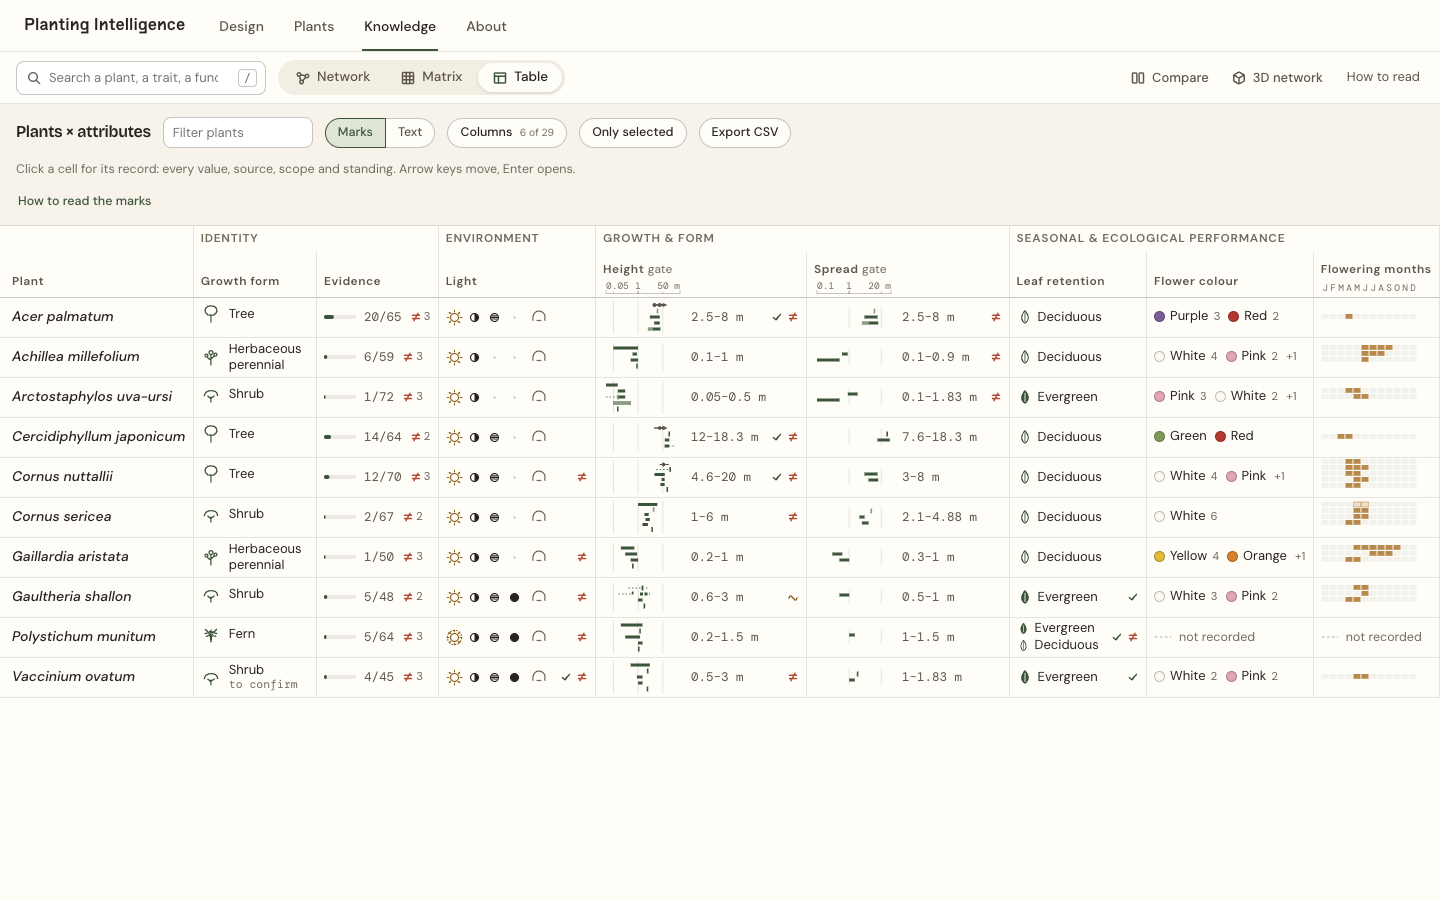 Planting Intelligence Design Plants Knowledge About
Search a plant, a trait, a func / Network Matrix Table Compare 3D network How to read
Plants × attributes Filter plants Marks Text Columns 6 of 29 Only selected Export CSV
Click a cell for its record: every value, source, scope and standing. Arrow keys move, Enter opens.
How to read the marks
IDENTITY ENVIRONMENT GROWTH & FORM SEASONAL & ECOLOGICAL PERFORMANCE
Plant Growth form Evidence Light Height gate Spread gate Leaf retention Flower colour Flowering months
0.05 1 50 m 0.1 1 20 m JFMAMJJASOND
Acer palmatum Tree 20/65 ≠ 3 2.5–8 m ✓ ≠ 2.5–8 m ≠ Deciduous Purple 3 Red 2
Achillea millefolium Herbaceous perennial 6/59 ≠ 3 0.1–1 m 0.1–0.9 m ≠ Deciduous White 4 Pink 2 +1
Arctostaphylos uva-ursi Shrub 1/72 ≠ 3 0.05–0.5 m 0.1–1.83 m ≠ Evergreen Pink 3 White 2 +1
Cercidiphyllum japonicum Tree 14/64 ≠ 2 12–18.3 m ✓ ≠ 7.6–18.3 m Deciduous Green Red
Cornus nuttallii Tree 12/70 ≠ 3 ≠ 4.6–20 m ✓ ≠ 3–8 m Deciduous White 4 Pink +1
Cornus sericea Shrub 2/67 ≠ 2 1–6 m ≠ 2.1–4.88 m Deciduous White 6
Gaillardia aristata Herbaceous perennial 1/50 ≠ 3 ≠ 0.2–1 m 0.3–1 m Deciduous Yellow 4 Orange +1
Gaultheria shallon Shrub 5/48 ≠ 2 ≠ 0.6–3 m ~ 0.5–1 m Evergreen ✓ White 3 Pink 2
Polystichum munitum Fern 5/64 ≠ 3 ≠ 0.2–1.5 m 1–1.5 m Evergreen Deciduous ✓ ≠ not recorded not recorded
Vaccinium ovatum Shrub to confirm 4/45 ≠ 3 ✓ ≠ 0.5–3 m ≠ 1–1.83 m Evergreen ✓ White 2 Pink 2